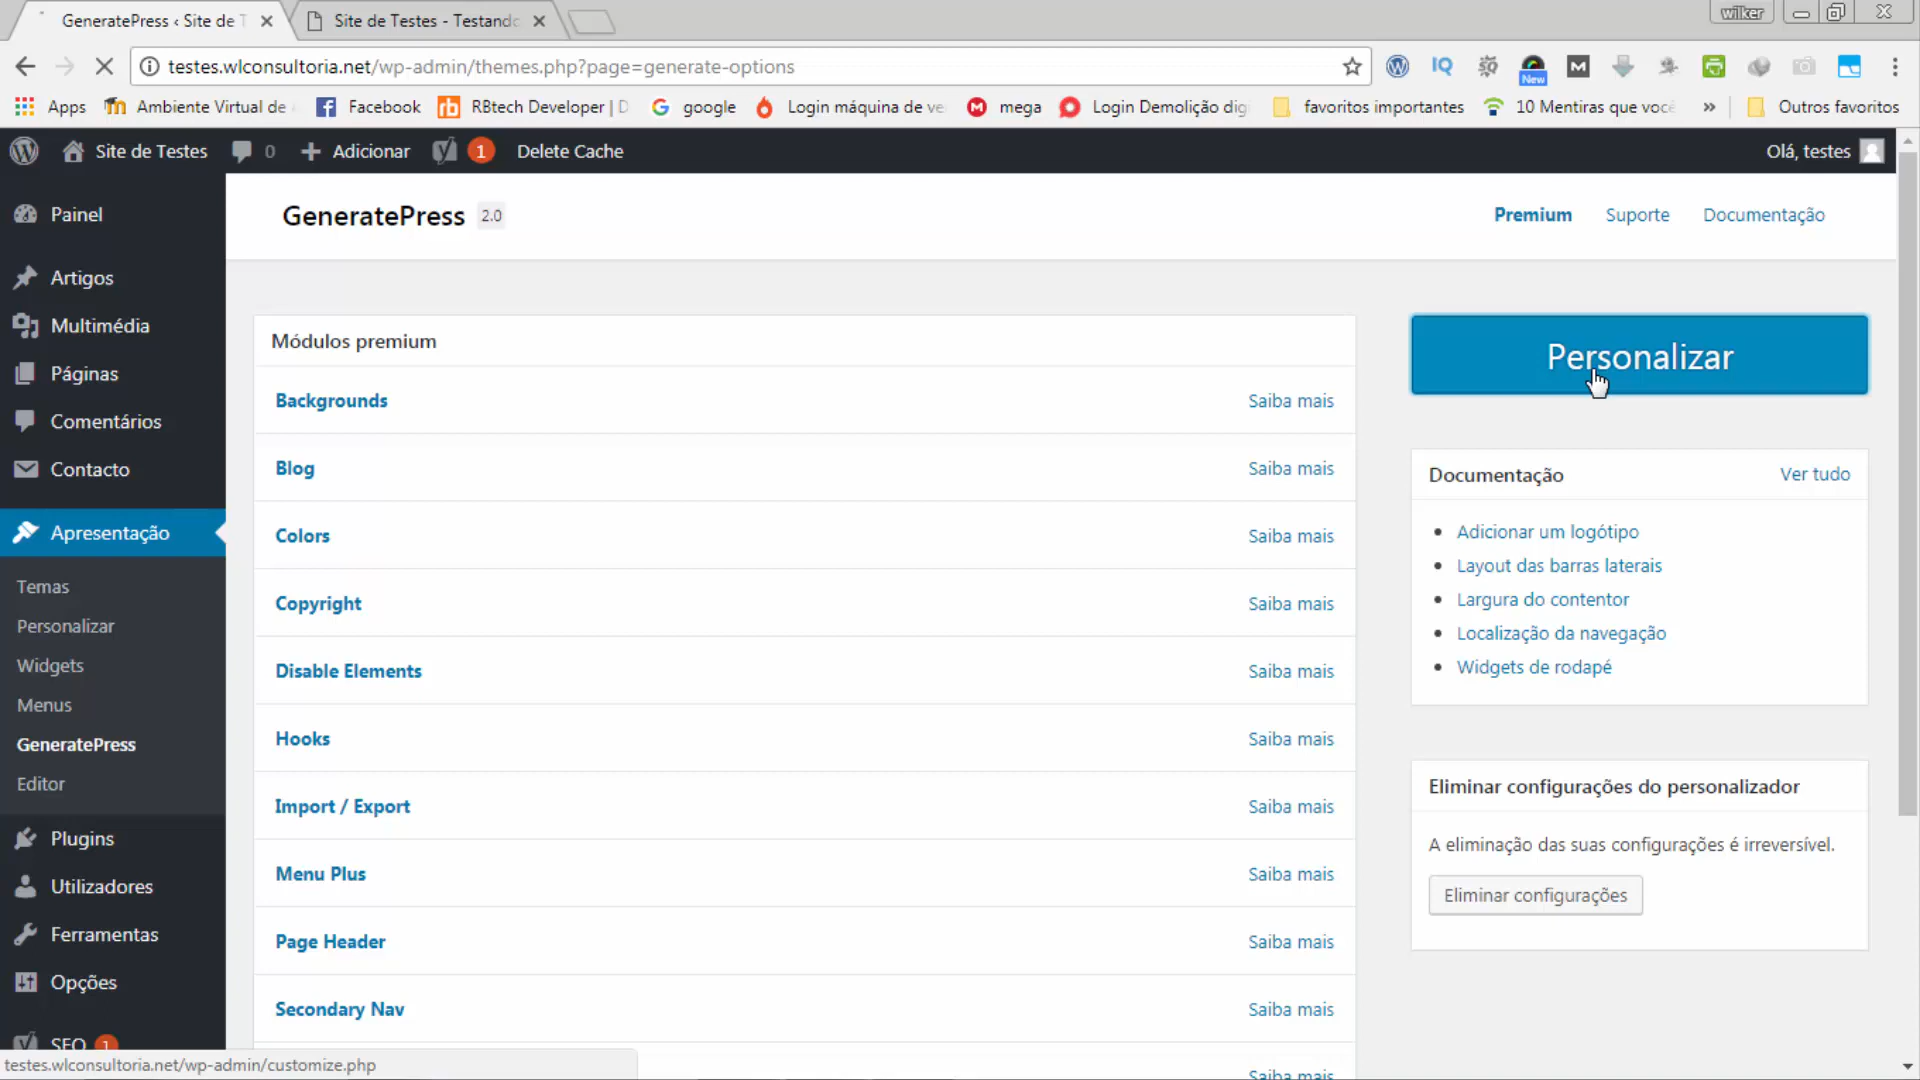 GeneratePress ‹ Site de T
Site de Testes - Testando
wilker
testes.wlconsultoria.net/wp-admin/themes.php?page=generate-options
IQ
New
M
Apps
Ambiente Virtual de
Facebook
RBtech Developer | D
google
Login máquina de ve
mega
Login Demolição digi
favoritos importantes
10 Mentiras que você
»
Outros favoritos
Site de Testes
0
Adicionar
1
Delete Cache
Olá, testes
Painel
Artigos
Multimédia
Páginas
Comentários
Contacto
Apresentação
Temas
Personalizar
Widgets
Menus
GeneratePress
Editor
Plugins
Utilizadores
Ferramentas
Opções
SEO 1
GeneratePress 2.0
Premium
Suporte
Documentação
Módulos premium
Backgrounds Saiba mais
Blog Saiba mais
Colors Saiba mais
Copyright Saiba mais
Disable Elements Saiba mais
Hooks Saiba mais
Import / Export Saiba mais
Menu Plus Saiba mais
Page Header Saiba mais
Secondary Nav Saiba mais
Saiba mais
Personalizar
Documentação Ver tudo
Adicionar um logótipo
Layout das barras laterais
Largura do contentor
Localização da navegação
Widgets de rodapé
Eliminar configurações do personalizador
A eliminação das suas configurações é irreversível.
Eliminar configurações
testes.wlconsultoria.net/wp-admin/customize.php